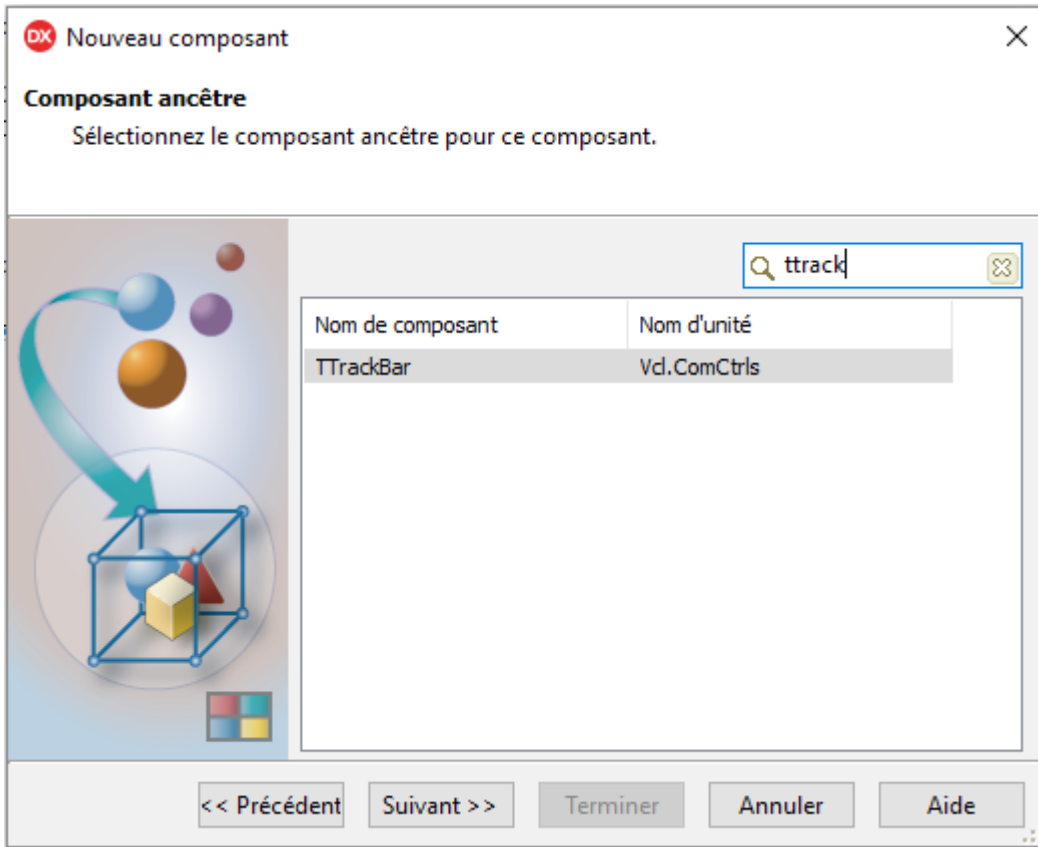 DX Nouveau composant
Composant ancêtre
Sélectionnez le composant ancêtre pour ce composant.
ttrack
Nom de composant Nom d'unité
TTrackBar Vcl.ComCtrls
<< Précédent Suivant >> Terminer Annuler Aide